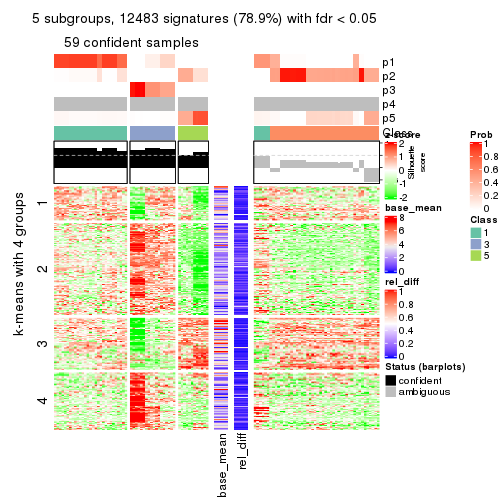 5 subgroups, 12483 signatures (78.9%) with fdr < 0.05
59 confident samples
p1
p2
p3
p4
p5
Class
k-means with 4 groups
1
2
3
4
base_mean
rel_diff
z-score
2
1
0
-1
-2
Silhouette
score
base_mean
8
6
4
2
0
rel_diff
1
0.8
0.6
0.4
0.2
0
Status (barplots)
confident
ambiguous
Prob
1
0.8
0.6
0.4
0.2
0
Class
1
3
5